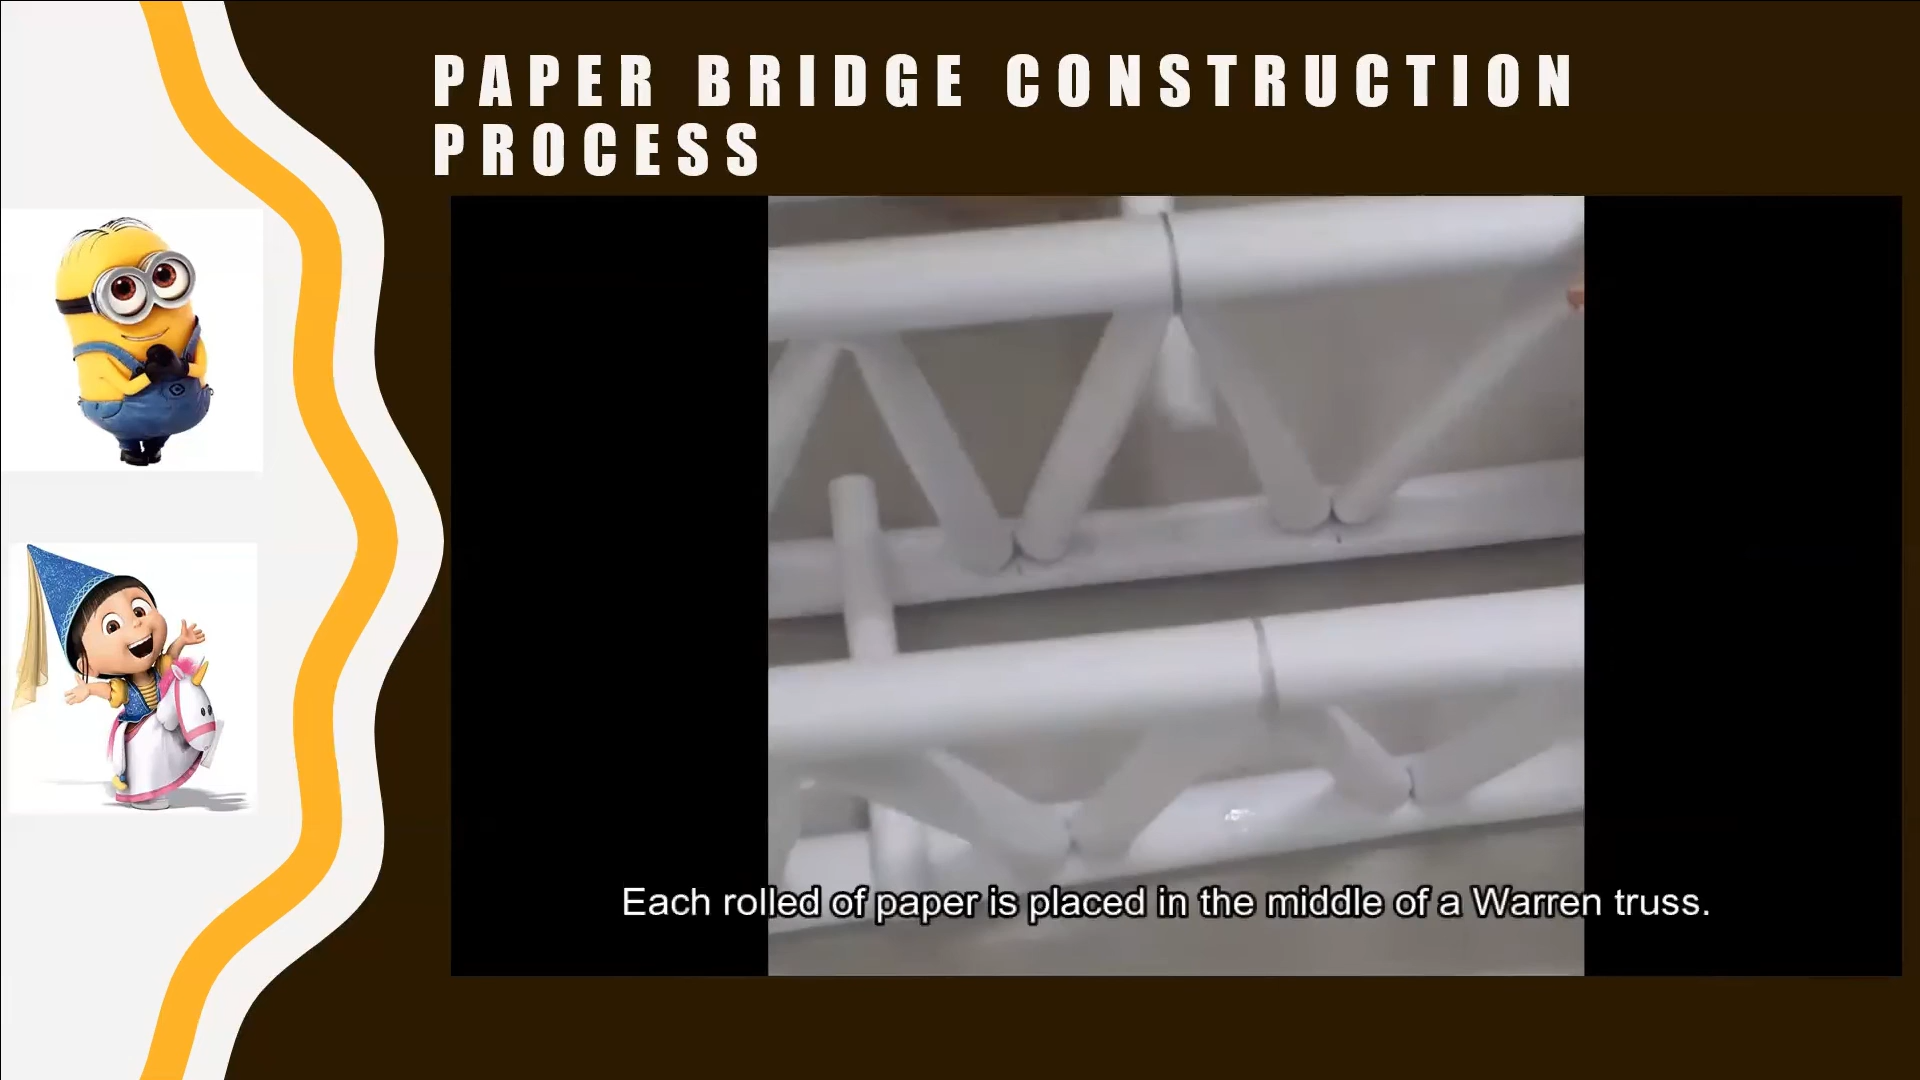 PAPER BRIDGE CONSTRUCTION
PROCESS
Each rolled of paper is placed in the middle of a Warren truss.